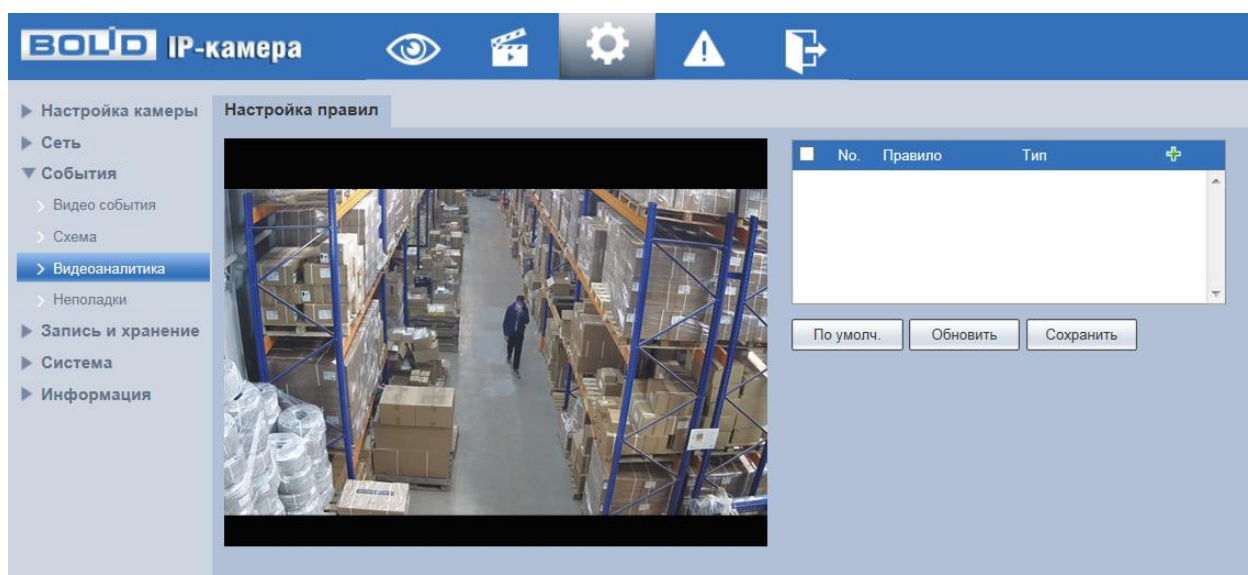 BOLID IP-камера
Настройка камеры
Сеть
События
Видео события
Схема
Видеоаналитика
Неполадки
Запись и хранение
Система
Информация
Настройка правил
No. Правило Тип
По умолч. Обновить Сохранить